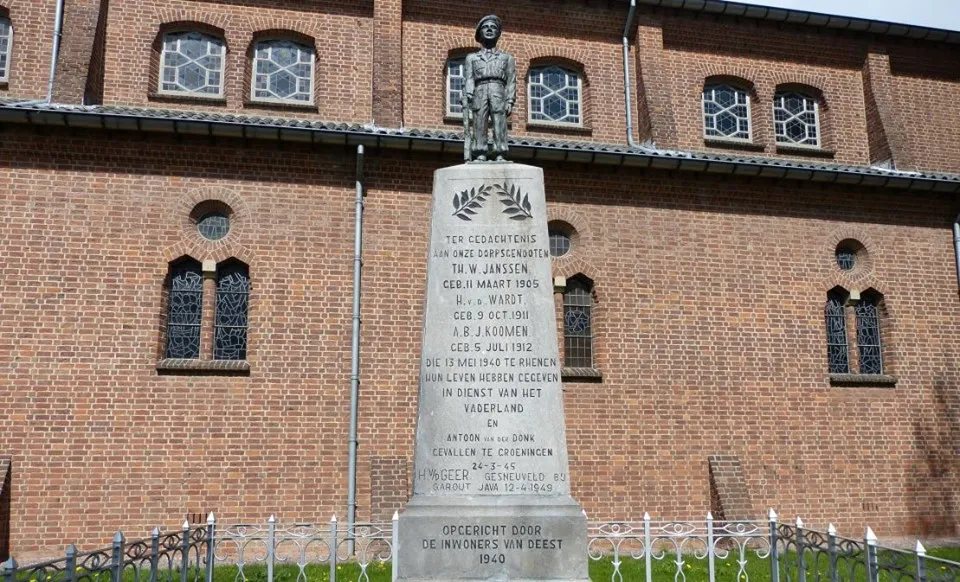 TER GEDACHTENIS
AAN ONZE DORPSGENOOTEN
TH.W. JANSSEN
GEB. 11 MAART 1905
H.v.d. WARDT.
GEB. 9 OCT. 1911
A.B.J. KOOMEN
GEB. 5 JULI 1912
DIE 13 MEI 1940 TE RHENEN
HUN LEVEN HEBBEN GEGEVEN
IN DIENST VAN HET
VADERLAND
EN
ANTOON VAN DER DONK
GEVALLEN TE GROENINGEN
24-3-45
H. v/d GEER GESNEUVELD BIJ
GAROUT JAVA 12-4-1949
OPGERICHT DOOR
DE INWONERS VAN DEEST
1940